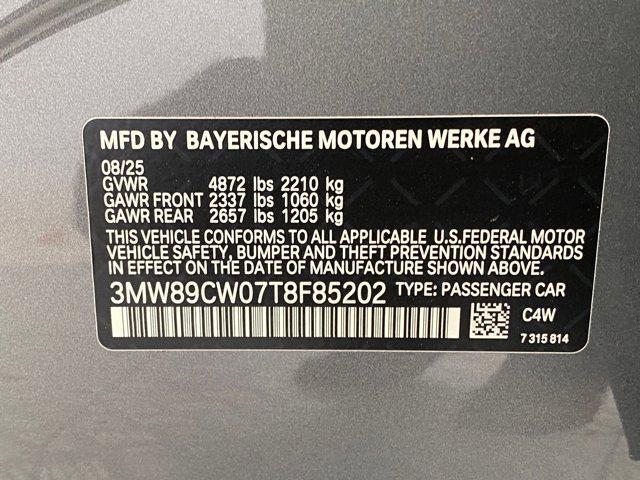 MFD BY BAYERISCHE MOTOREN WERKE AG
08/25
GVWR 4872 lbs 2210 kg
GAWR FRONT 2337 lbs 1060 kg
GAWR REAR 2657 lbs 1205 kg
THIS VEHICLE CONFORMS TO ALL APPLICABLE U.S.FEDERAL MOTOR
VEHICLE SAFETY, BUMPER AND THEFT PREVENTION STANDARDS
IN EFFECT ON THE DATE OF MANUFACTURE SHOWN ABOVE.
3MW89CW07T8F85202 TYPE: PASSENGER CAR
C4W
7 315 814